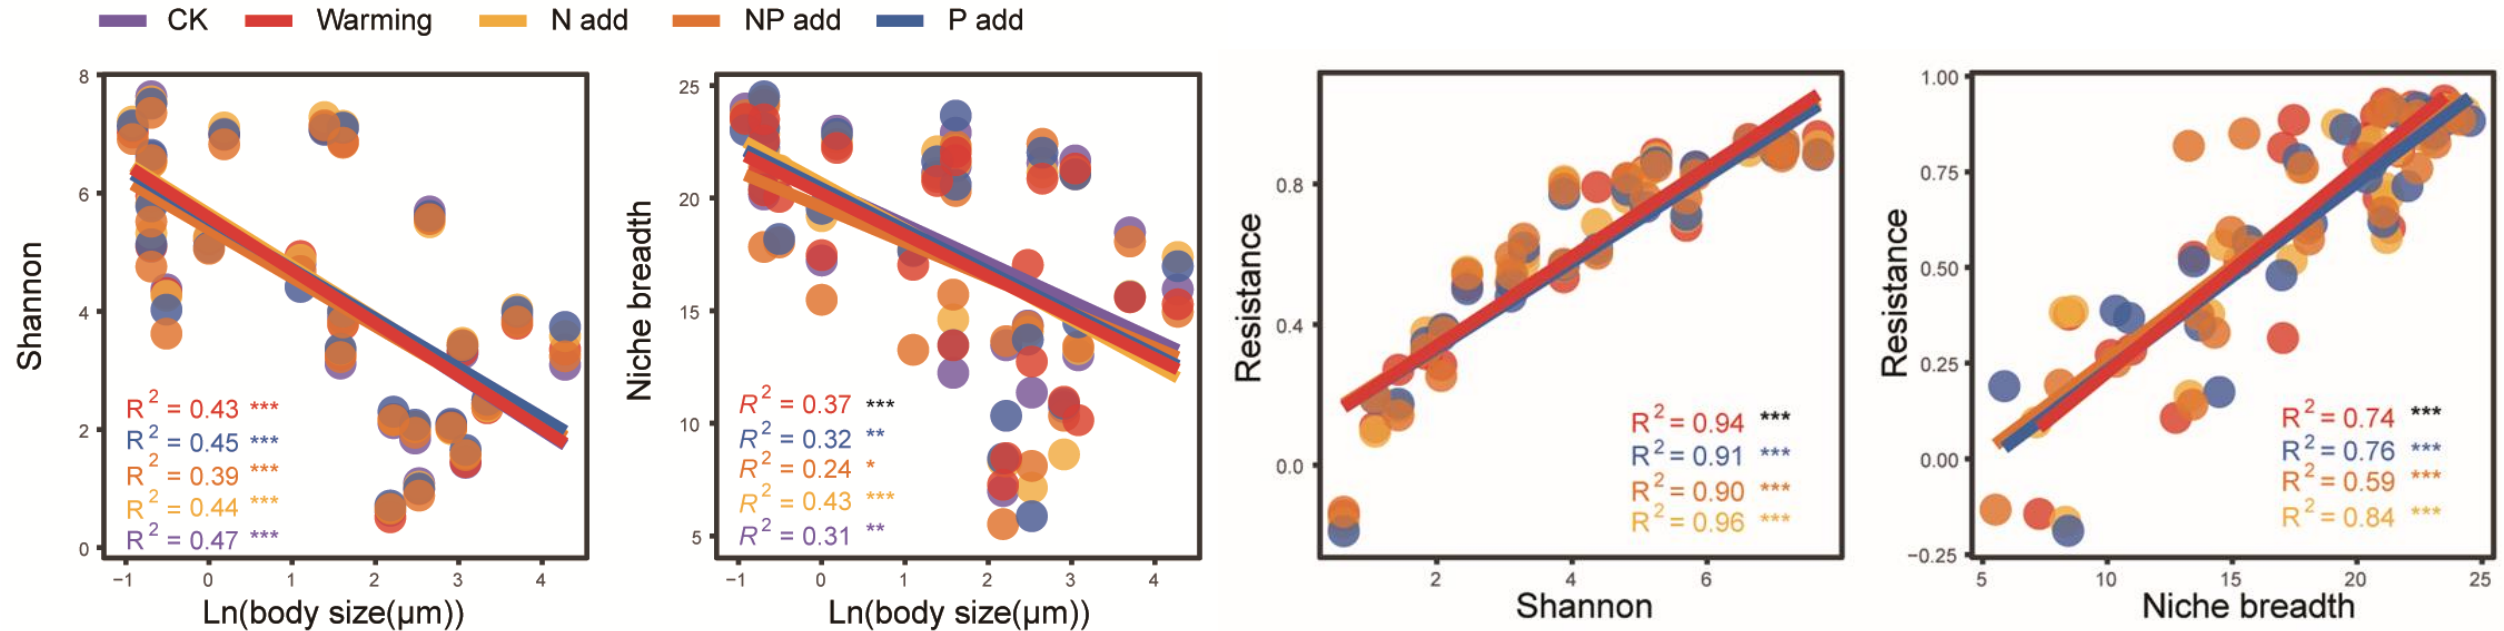 CK Warming N add NP add P add
Shannon
8
6
4
2
0
R² = 0.43 ***
R² = 0.45 ***
R² = 0.39 ***
R² = 0.44 ***
R² = 0.47 ***
−1 0 1 2 3 4
Ln(body size(μm))
Niche breadth
25
20
15
10
5
R² = 0.37 ***
R² = 0.32 **
R² = 0.24 *
R² = 0.43 ***
R² = 0.31 **
−1 0 1 2 3 4
Ln(body size(μm))
Resistance
0.8
0.4
0.0
R² = 0.94 ***
R² = 0.91 ***
R² = 0.90 ***
R² = 0.96 ***
2 4 6
Shannon
Resistance
1.00
0.75
0.50
0.25
0.00
−0.25
R² = 0.74 ***
R² = 0.76 ***
R² = 0.59 ***
R² = 0.84 ***
5 10 15 20 25
Niche breadth